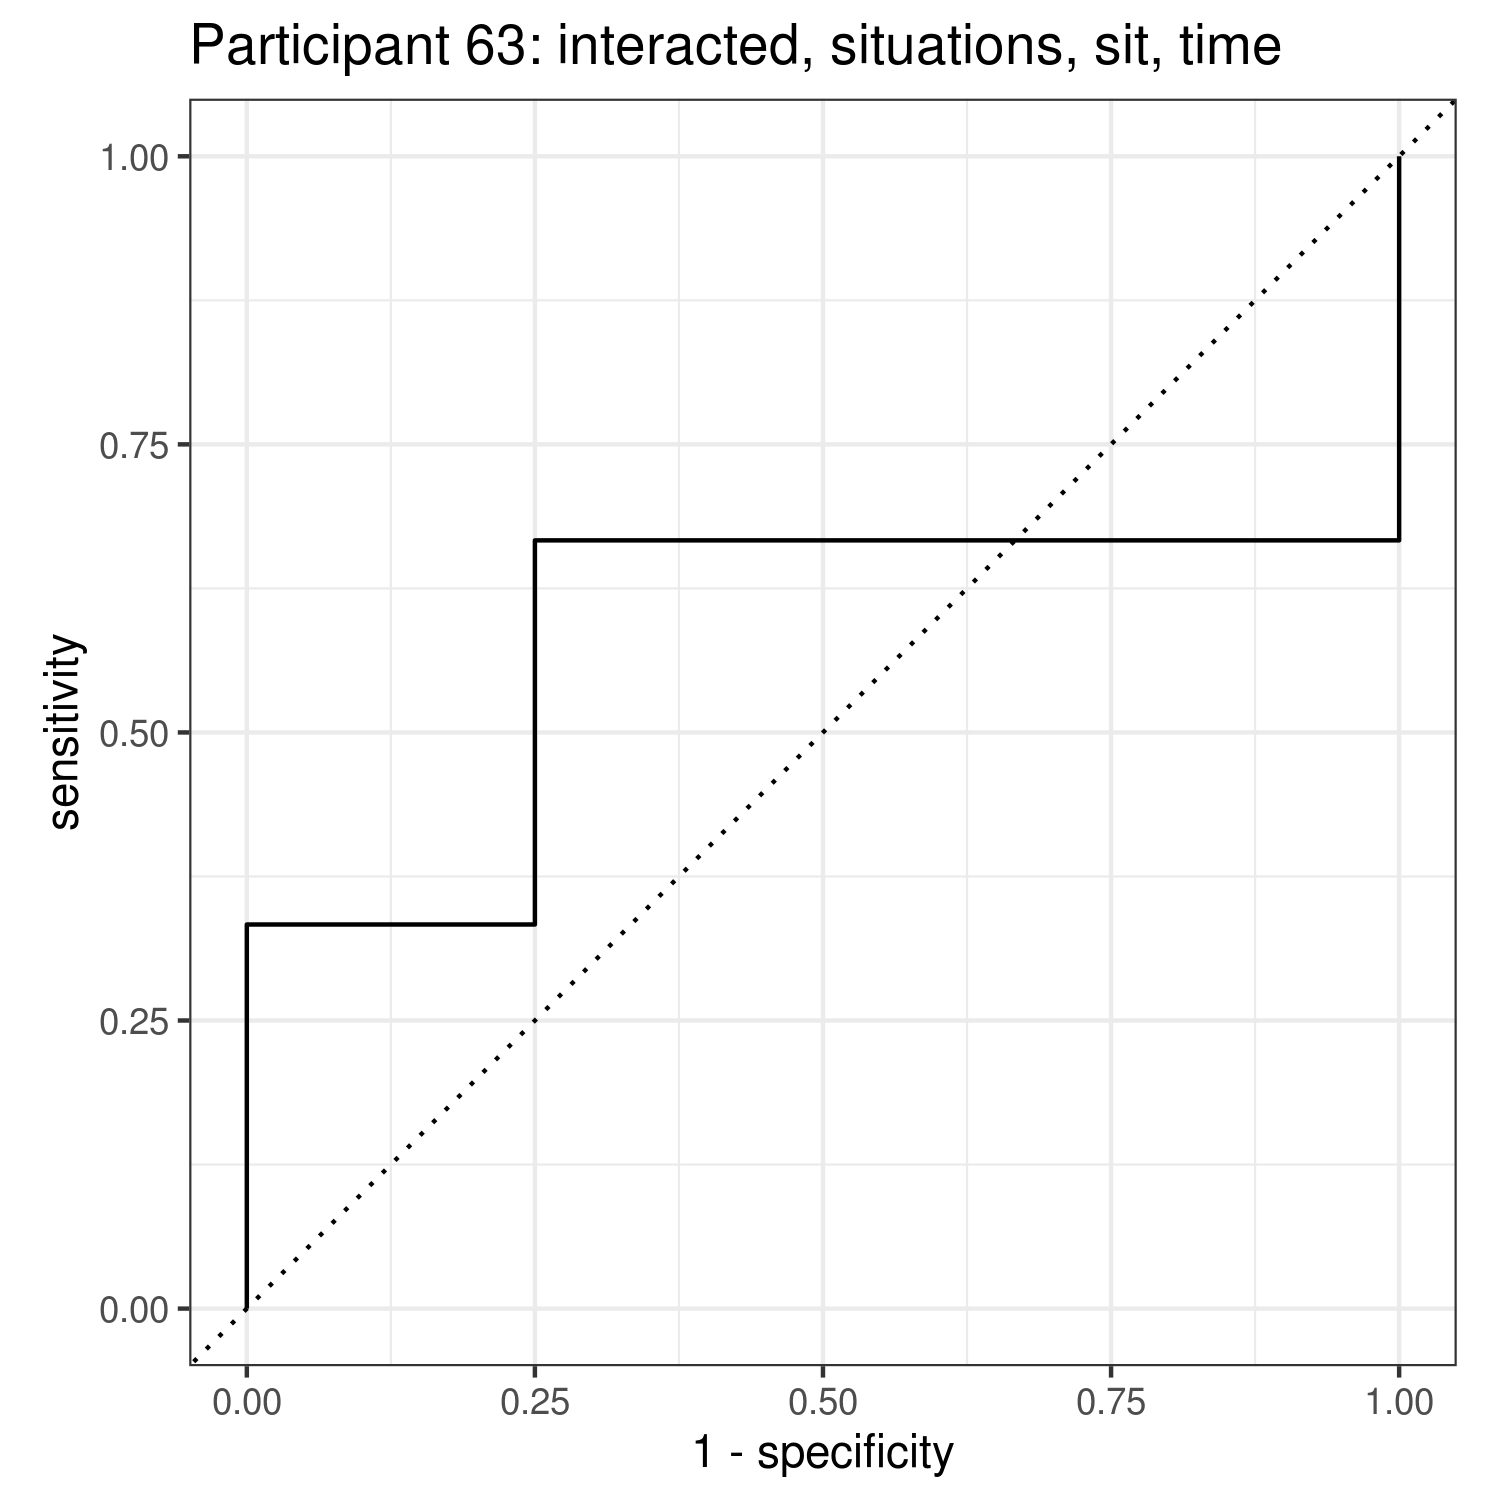 Participant 63: interacted, situations, sit, time
1.00
0.75
0.50
0.25
0.00
sensitivity
0.00 0.25 0.50 0.75 1.00
1 - specificity